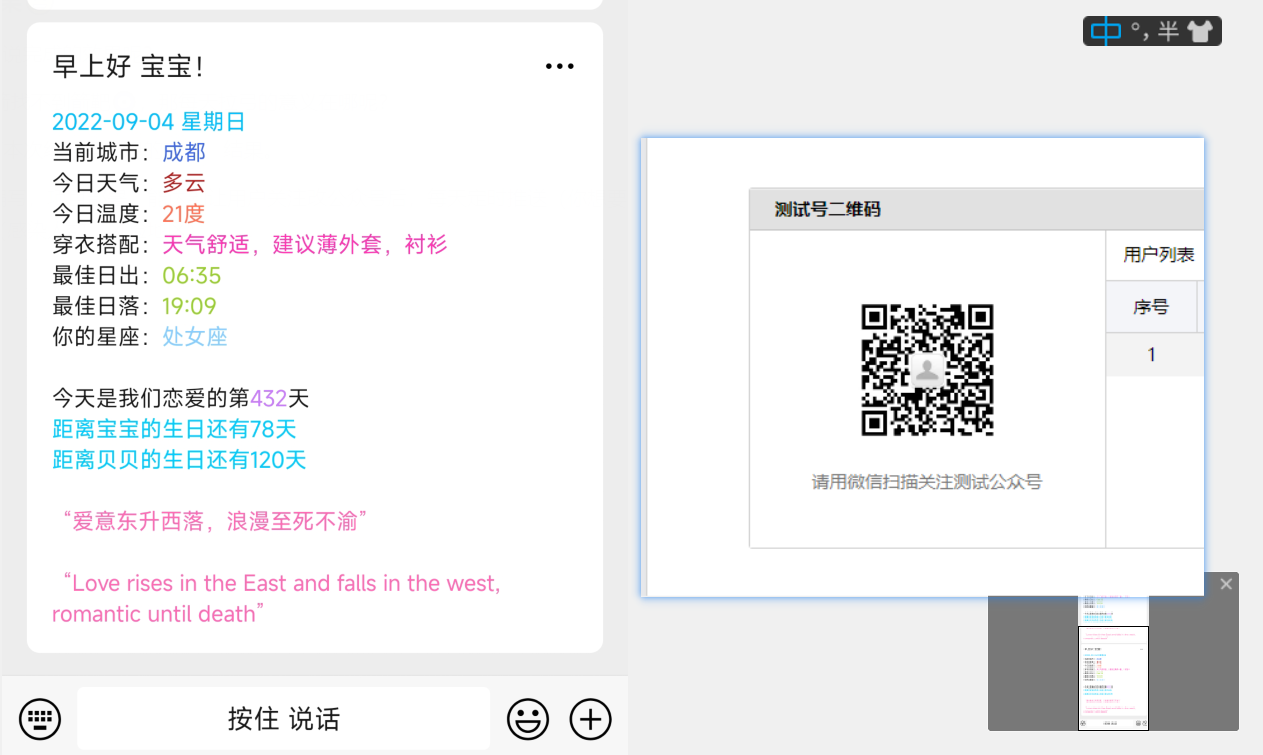 早上好 宝宝！
2022-09-04 星期日
当前城市：成都
今日天气：多云
今日温度：21度
穿衣搭配：天气舒适，建议薄外套，衬衫
最佳日出：06:35
最佳日落：19:09
你的星座：处女座
今天是我们恋爱的第432天
距离宝宝的生日还有78天
距离贝贝的生日还有120天
“爱意东升西落，浪漫至死不渝”
“Love rises in the East and falls in the west,
romantic until death”
按住 说话
中 °, 半
测试号二维码
用户列表
序号
1
请用微信扫描关注测试公众号